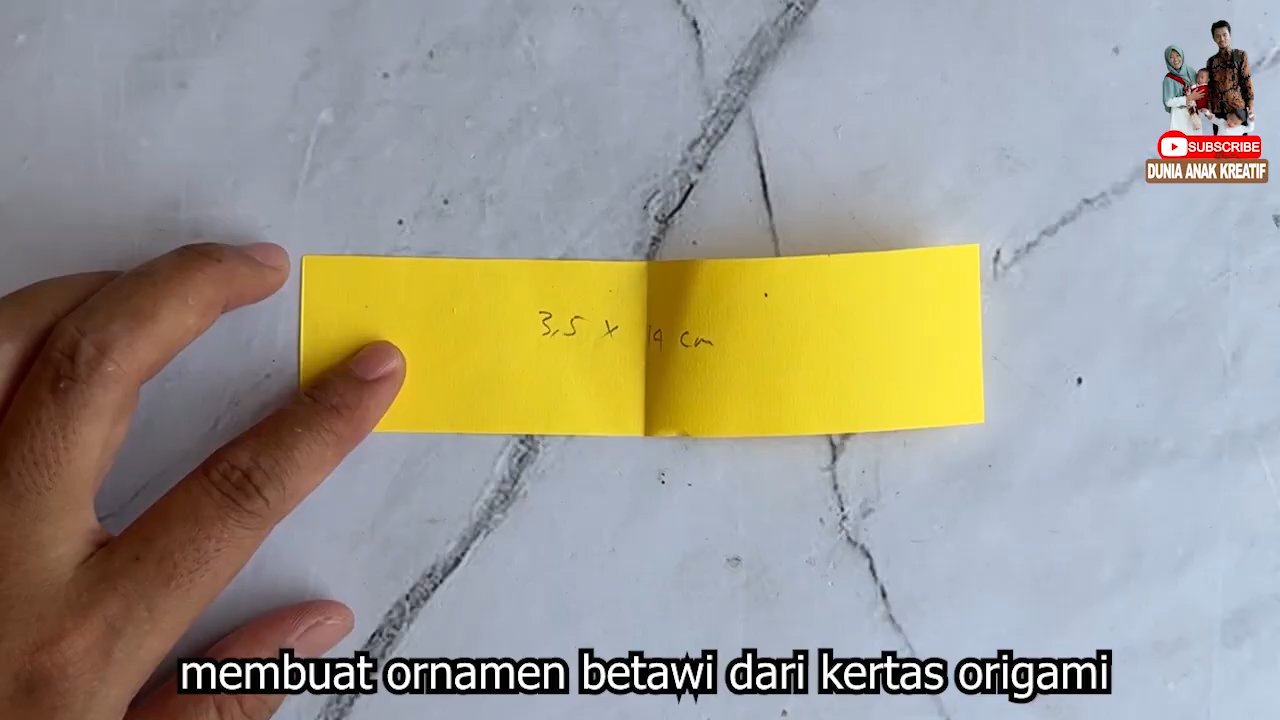 SUBSCRIBE
DUNIA ANAK KREATIF
3,5 x 14 cm
membuat ornamen betawi dari kertas origami